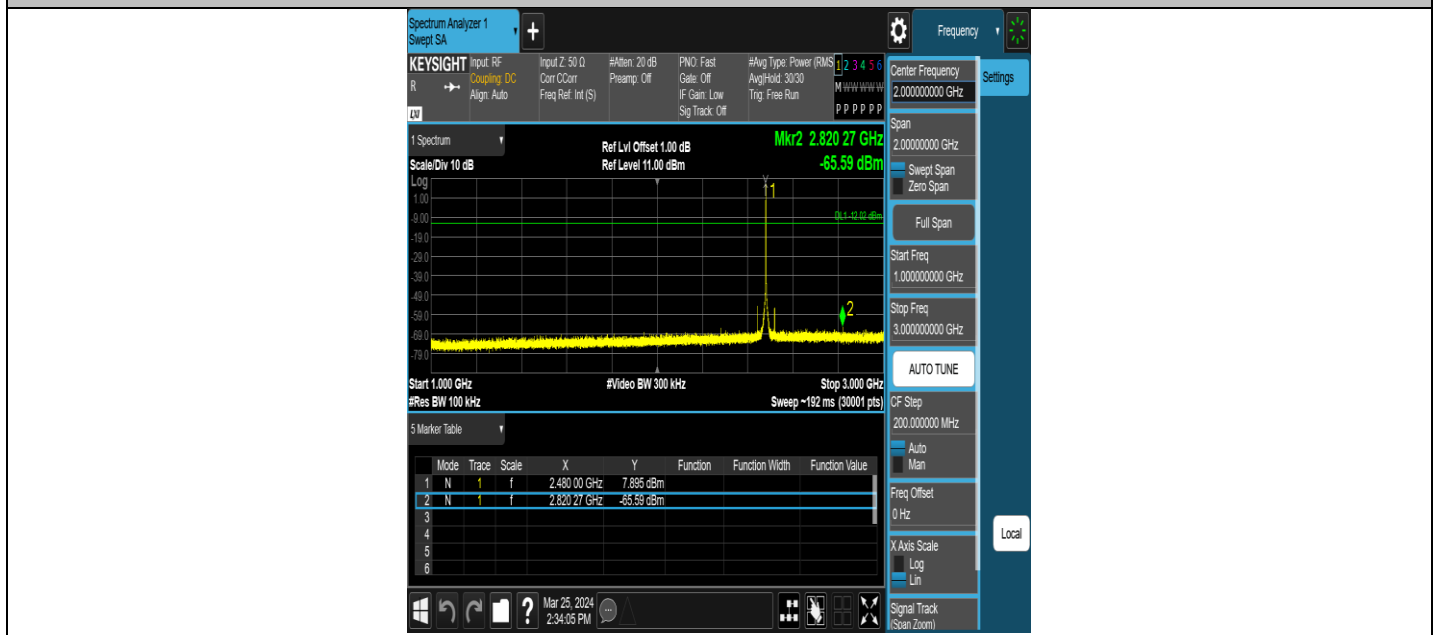 Spectrum Analyzer 1
Swept SA
+
Frequency
KEYSIGHT
R
LXI
Input: RF
Coupling: DC
Align: Auto
Input Z: 50 Ω
Corr CCorr
Freq Ref: Int (S)
#Atten: 20 dB
Preamp: Off
PNO: Fast
Gate: Off
IF Gain: Low
Sig Track: Off
#Avg Type: Power (RMS
Avg|Hold: 30/30
Trig: Free Run
1 2 3 4 5 6
M W W W W W
P P P P P P
1 Spectrum
Scale/Div 10 dB
Ref Lvl Offset 1.00 dB
Ref Level 11.00 dBm
Mkr2 2.820 27 GHz
-65.59 dBm
Log
1.00
-9.00
-19.0
-29.0
-39.0
-49.0
-59.0
-69.0
-79.0
1
DL1 -12.02 dBm
2
Start 1.000 GHz
#Res BW 100 kHz
#Video BW 300 kHz
Stop 3.000 GHz
Sweep ~192 ms (30001 pts)
5 Marker Table
Mode Trace Scale X Y Function Function Width Function Value
1 N 1 f 2.480 00 GHz 7.895 dBm
2 N 1 f 2.820 27 GHz -65.59 dBm
3
4
5
6
?
Mar 25, 2024
2:34:05 PM
Center Frequency
2.000000000 GHz
Settings
Span
2.00000000 GHz
Swept Span
Zero Span
Full Span
Start Freq
1.000000000 GHz
Stop Freq
3.000000000 GHz
AUTO TUNE
CF Step
200.000000 MHz
Auto
Man
Freq Offset
0 Hz
Local
X Axis Scale
Log
Lin
Signal Track
(Span Zoom)